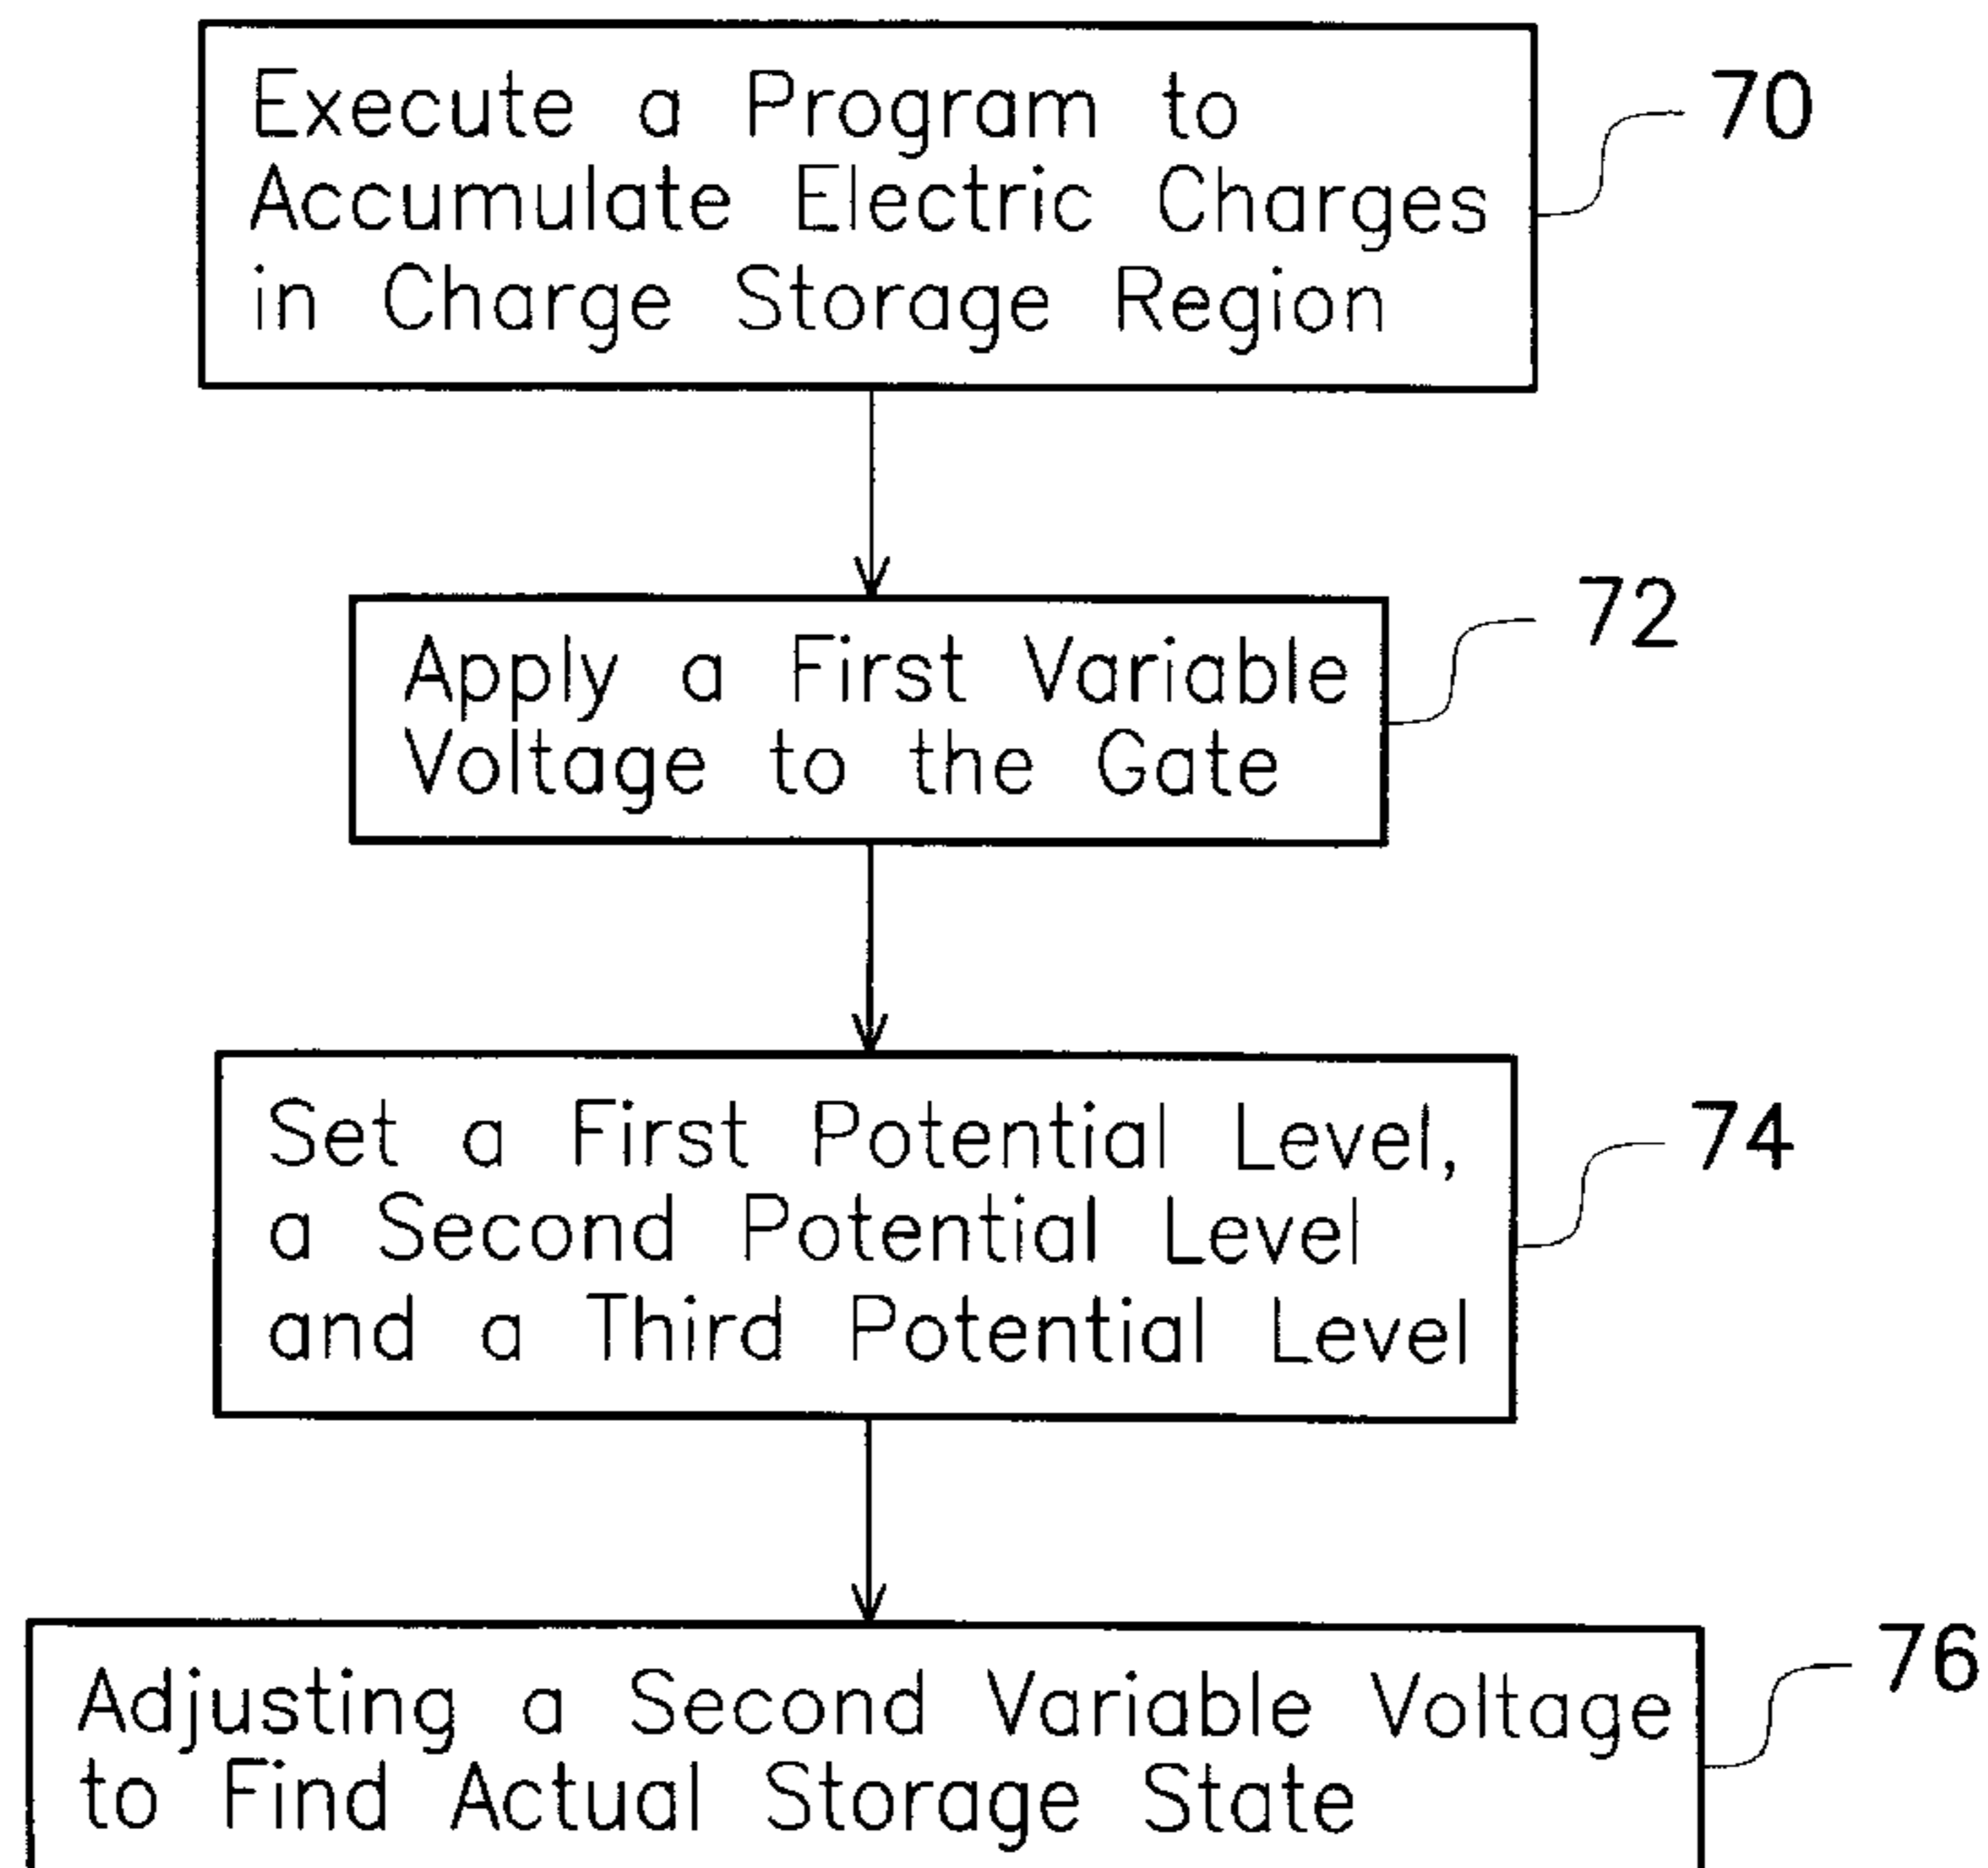 Execute a Program to
Accumulate Electric Charges
in Charge Storage Region
70
Apply a First Variable
Voltage to the Gate
72
Set a First Potential Level,
a Second Potential Level
and a Third Potential Level
74
Adjusting a Second Variable Voltage
to Find Actual Storage State
76